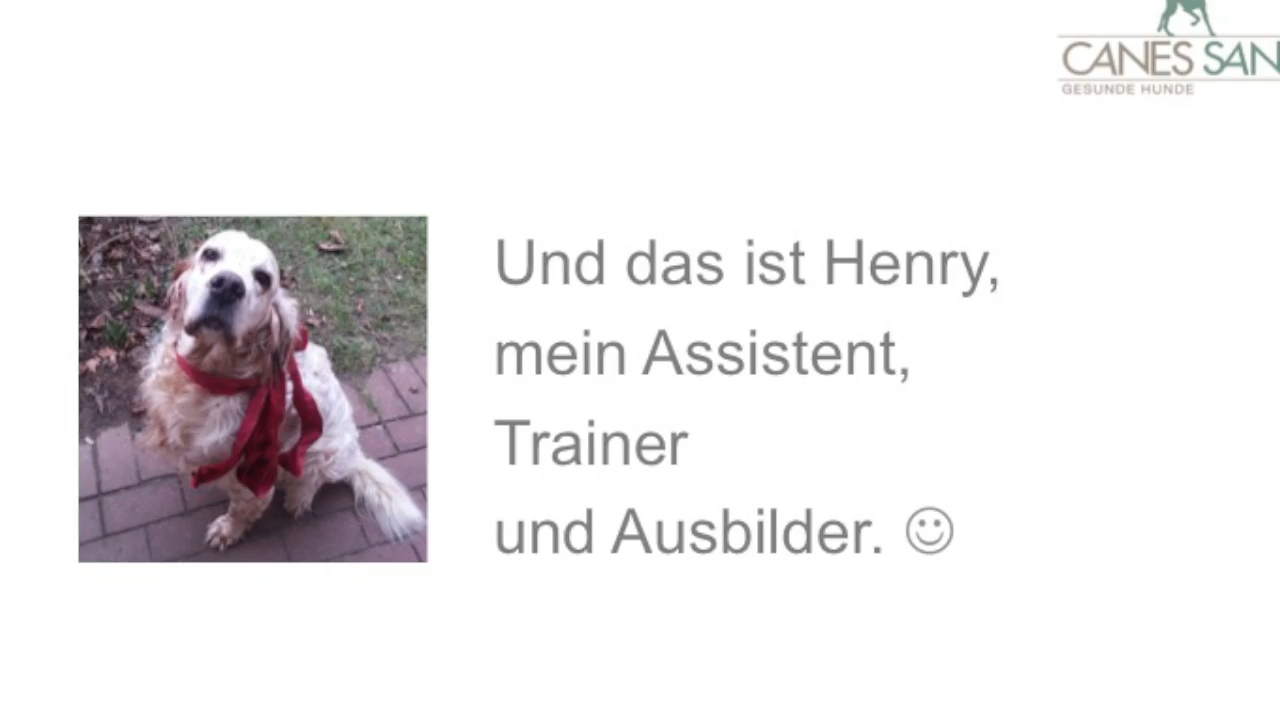 CANES SAN
GESUNDE HUNDE
Und das ist Henry,
mein Assistent,
Trainer
und Ausbilder. ☺